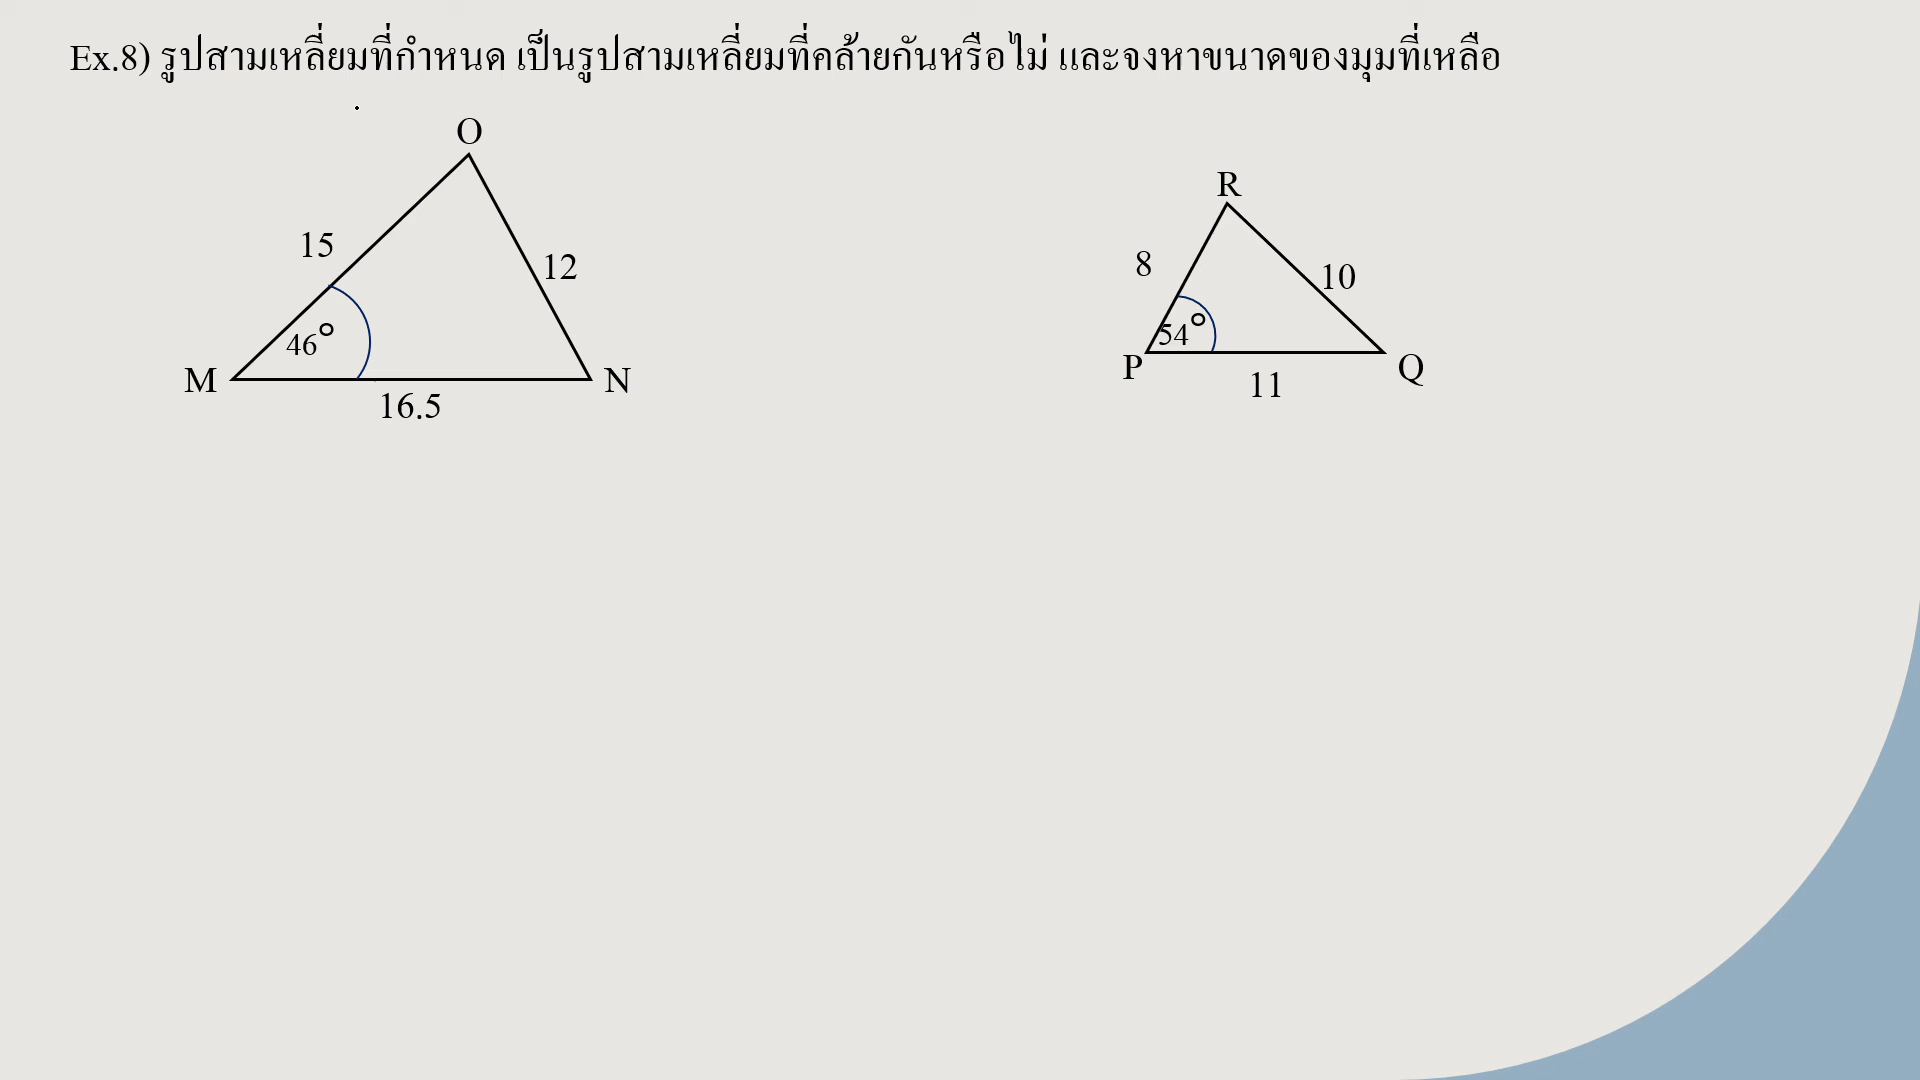 Ex.8) รูปสามเหลี่ยมที่กำหนด เป็นรูปสามเหลี่ยมที่คล้ายกันหรือไม่ และจงหาขนาดของมุมที่เหลือ
O
R
15
12
8
10
46°
54°
M
N
P
Q
16.5
11